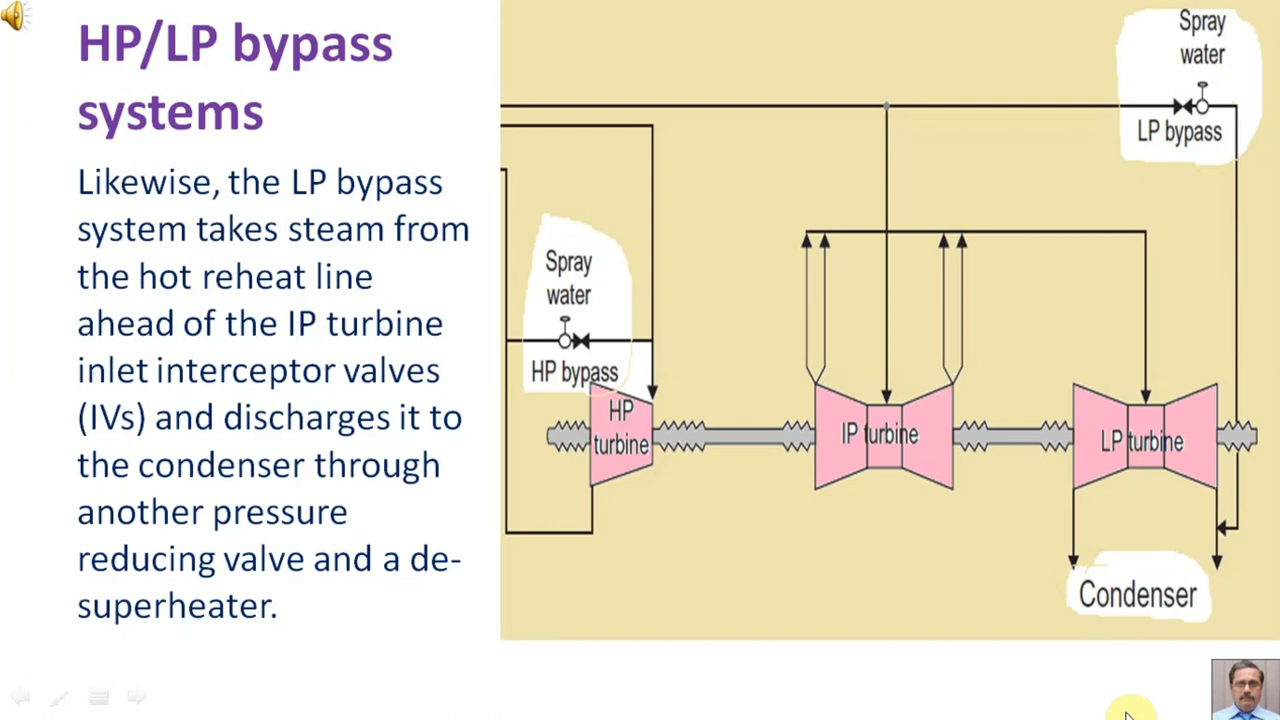 HP/LP bypass
systems
Likewise, the LP bypass
system takes steam from
the hot reheat line
ahead of the IP turbine
inlet interceptor valves
(IVs) and discharges it to
the condenser through
another pressure
reducing valve and a de-
superheater.
Spray
water
LP bypass
Spray
water
HP bypass
HP
turbine
IP turbine
LP turbine
Condenser